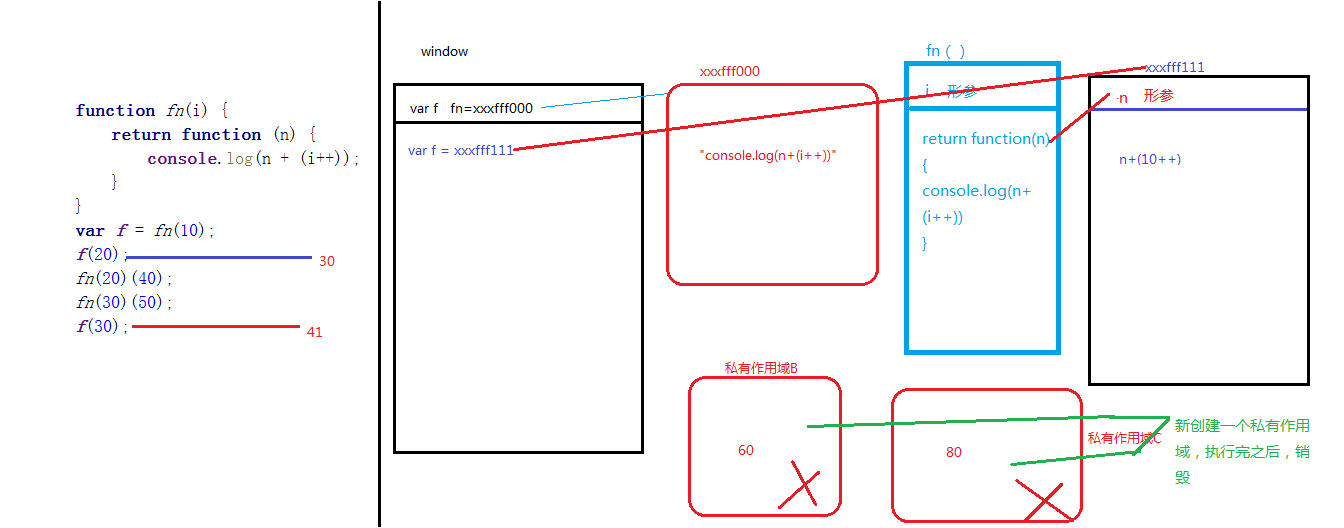 function fn(i) {
return function (n) {
console.log(n + (i++));
}
}
var f = fn(10);
f(20);
30
fn(20)(40);
fn(30)(50);
f(30);
41
window
var f fn=xxxfff000
var f = xxxfff111
xxxfff000
"console.log(n+(i++))"
fn ( )
i 形参
return function(n)
{
console.log(n+
(i++))
}
xxxfff111
n 形参
n+(10++)
私有作用域B
60
80
私有作用域C
新创建一个私有作用
域，执行完之后，销
毁